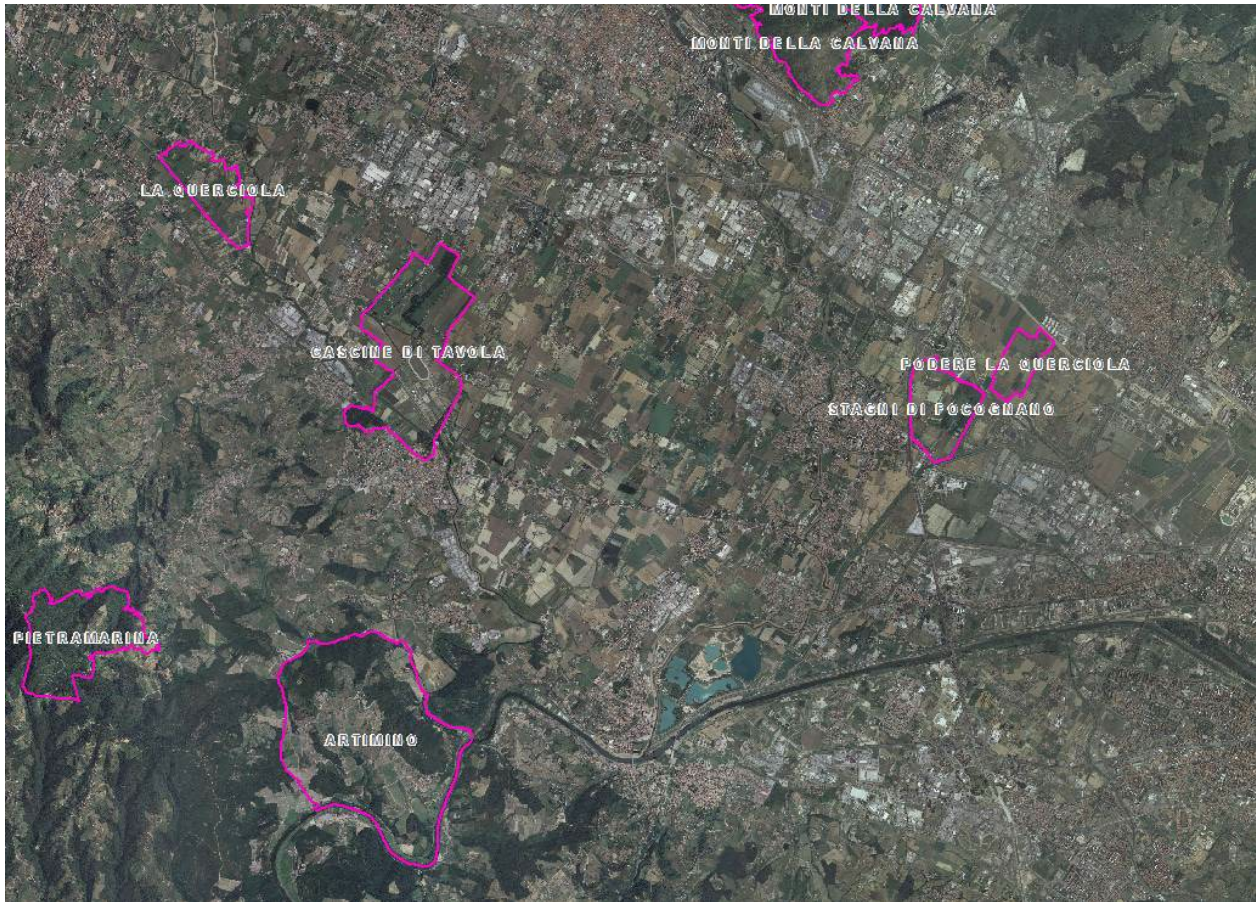 MONTI DELLA CALVANA
MONTI DELLA CALVANA
LA QUERCIOLA
CASCINE DI TAVOLA
PODERE LA QUERCIOLA
STAGNI DI FOCOGNANO
PIETRAMARINA
ARTIMINO